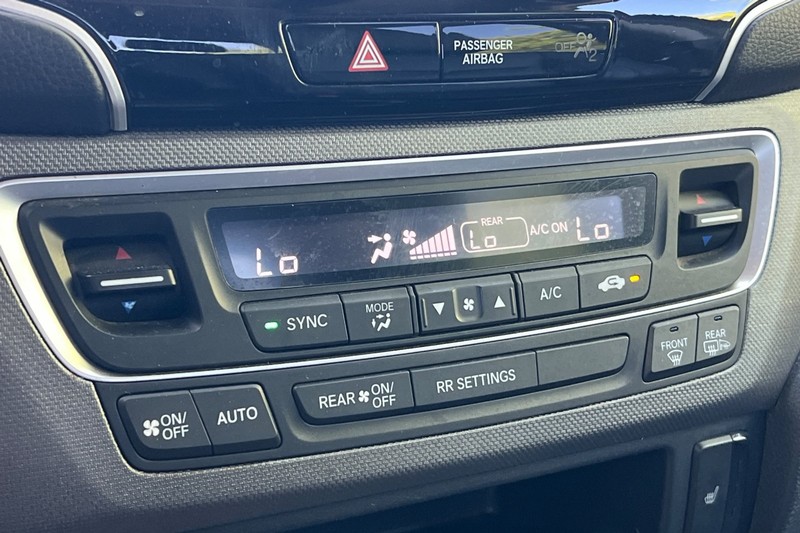 PASSENGER
AIRBAG
OFF
2
Lo
REAR
Lo
A/C ON
Lo
SYNC
MODE
A/C
ON/
OFF
AUTO
REAR ON/
OFF
RR SETTINGS
FRONT
REAR